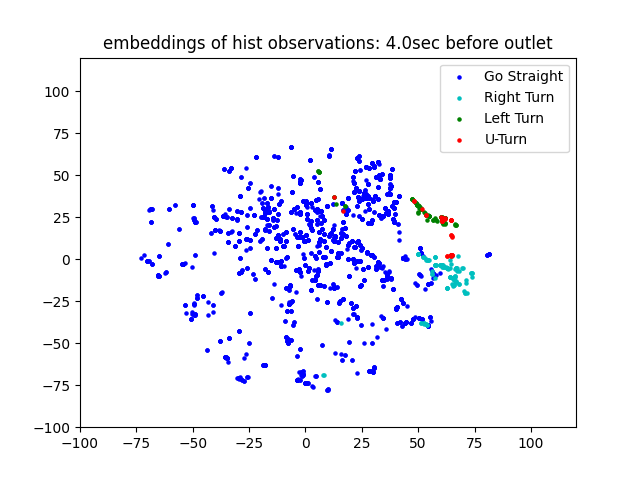 embeddings of hist observations: 4.0sec before outlet
Go Straight
Right Turn
Left Turn
U-Turn
100
75
50
25
0
−25
−50
−75
−100
−100 −75 −50 −25 0 25 50 75 100